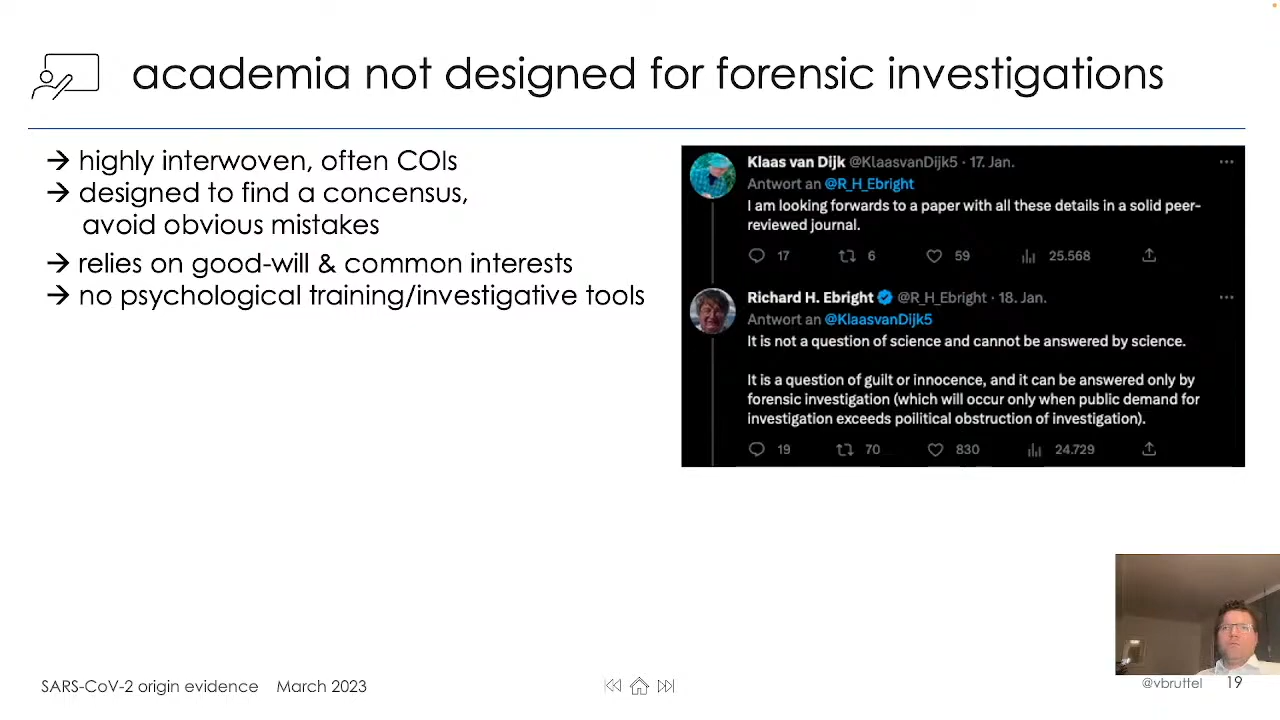 academia not designed for forensic investigations
→ highly interwoven, often COIs
→ designed to find a concensus,
avoid obvious mistakes
→ relies on good-will & common interests
→ no psychological training/investigative tools
Klaas van Dijk @KlaasvanDijk5 · 17. Jan.
Antwort an @R_H_Ebright
I am looking forwards to a paper with all these details in a solid peer-
reviewed journal.
17 6 59 25.568
Richard H. Ebright @R_H_Ebright · 18. Jan.
Antwort an @KlaasvanDijk5
It is not a question of science and cannot be answered by science.
It is a question of guilt or innocence, and it can be answered only by
forensic investigation (which will occur only when public demand for
investigation exceeds poilitical obstruction of investigation).
19 70 830 24.729
SARS-CoV-2 origin evidence March 2023
@vbruttel 19